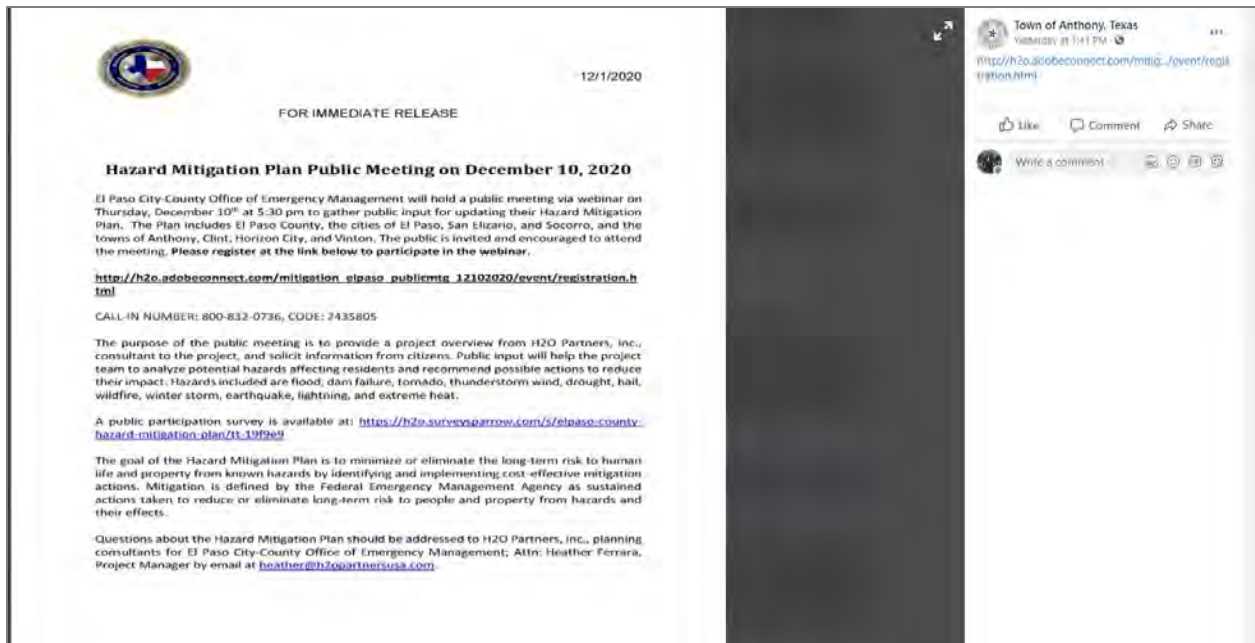 12/1/2020
FOR IMMEDIATE RELEASE
Hazard Mitigation Plan Public Meeting on December 10, 2020
El Paso City-County Office of Emergency Management will hold a public meeting via webinar on
Thursday, December 10th at 5:30 pm to gather public input for updating their Hazard Mitigation
Plan. The Plan includes El Paso County, the cities of El Paso, San Elizario, and Socorro, and the
towns of Anthony, Clint, Horizon City, and Vinton. The public is invited and encouraged to attend
the meeting. Please register at the link below to participate in the webinar.
http://h2o.adobeconnect.com/mitigation_elpaso_publicmtg_12102020/event/registration.h
tml
CALL-IN NUMBER: 800-832-0736, CODE: 2435805
The purpose of the public meeting is to provide a project overview from H2O Partners, Inc.,
consultant to the project, and solicit information from citizens. Public input will help the project
team to analyze potential hazards affecting residents and recommend possible actions to reduce
their impact. Hazards included are flood, dam failure, tornado, thunderstorm wind, drought, hail,
wildfire, winter storm, earthquake, lightning, and extreme heat.
A public participation survey is available at: https://h2o.surveysparrow.com/s/elpaso-county-
hazard-mitigation-plan/tt-19f9e9
The goal of the Hazard Mitigation Plan is to minimize or eliminate the long-term risk to human
life and property from known hazards by identifying and implementing cost-effective mitigation
actions. Mitigation is defined by the Federal Emergency Management Agency as sustained
actions taken to reduce or eliminate long-term risk to people and property from hazards and
their effects.
Questions about the Hazard Mitigation Plan should be addressed to H2O Partners, Inc., planning
consultants for El Paso City-County Office of Emergency Management; Attn: Heather Ferrara,
Project Manager by email at heather@h2opartnersusa.com.
Town of Anthony, Texas
Yesterday at 1:41 PM
http://h2o.adobeconnect.com/mitig.../event/regis
tration.html
Like Comment Share
Write a comment